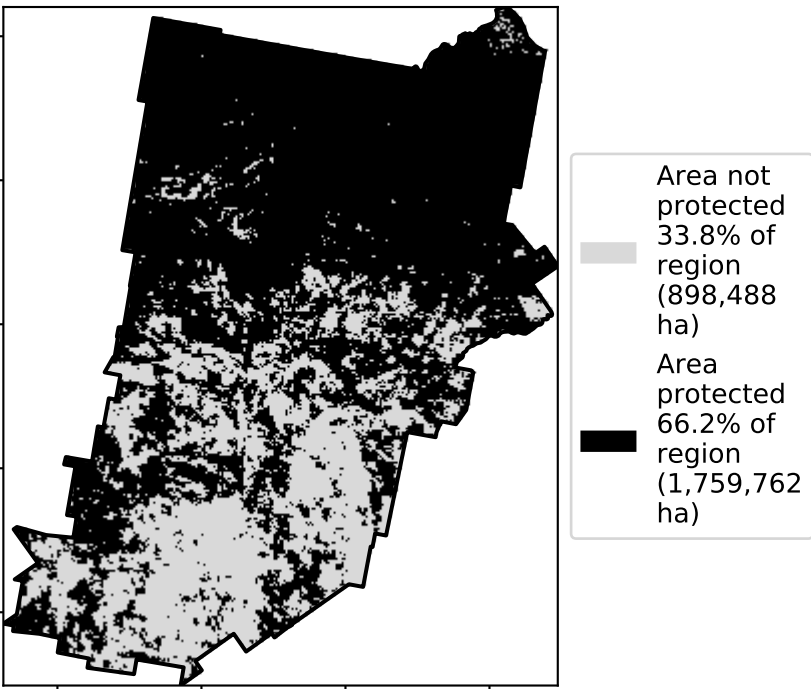 Area not
protected
33.8% of
region
(898,488
ha)
Area
protected
66.2% of
region
(1,759,762
ha)